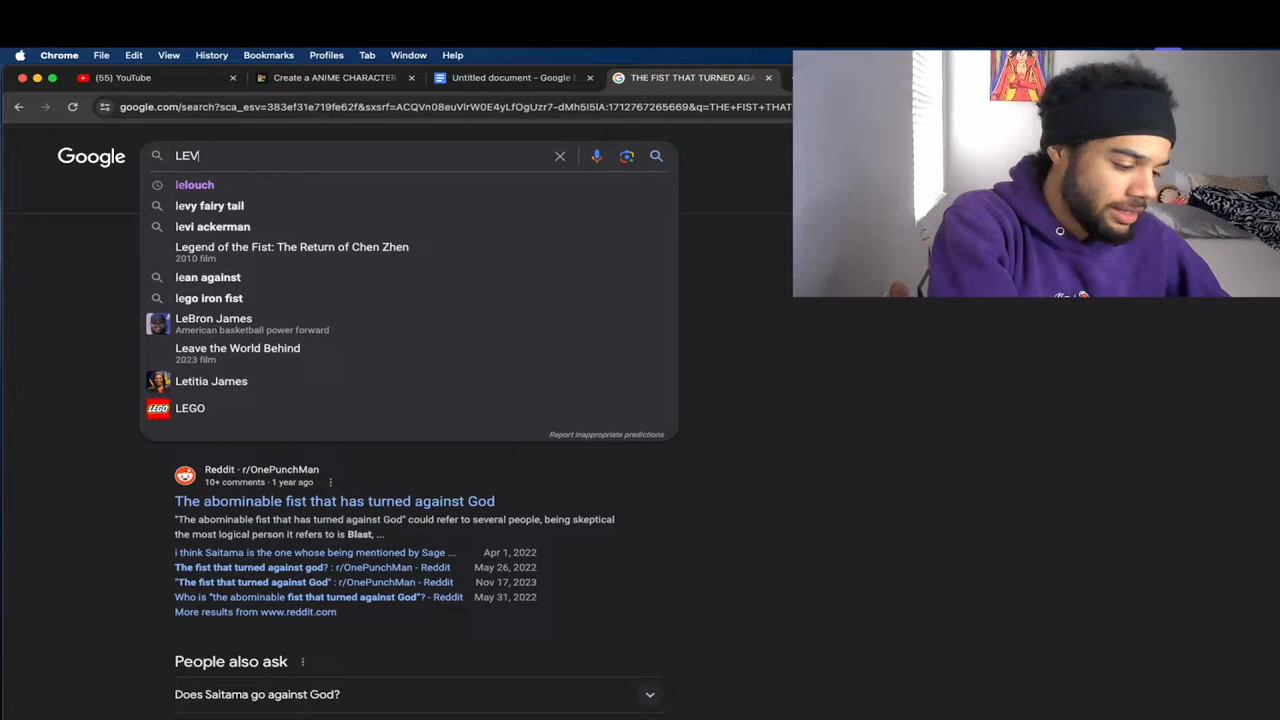 Chrome File Edit View History Bookmarks Profiles Tab Window Help
(55) YouTube
Create a ANIME CHARACTER
Untitled document - Google D
THE FIST THAT TURNED AGA
google.com/search?sca_esv=383ef31e719fe62f&sxsrf=ACQVn08euVlrW0E4yLfOgUzr7-dMh5I5lA:1712767265669&q=THE+FIST+THAT
Google
LEV
lelouch
levy fairy tail
levi ackerman
Legend of the Fist: The Return of Chen Zhen
2010 film
lean against
lego iron fist
LeBron James
American basketball power forward
Leave the World Behind
2023 film
Letitia James
LEGO
LEGO
Report inappropriate predictions
Reddit · r/OnePunchMan
10+ comments · 1 year ago
The abominable fist that has turned against God
"The abominable fist that has turned against God" could refer to several people, being skeptical
the most logical person it refers to is Blast, ...
i think Saitama is the one whose being mentioned by Sage ... Apr 1, 2022
The fist that turned against god? : r/OnePunchMan - Reddit May 26, 2022
"The fist that turned against God" : r/OnePunchMan - Reddit Nov 17, 2023
Who is "the abominable fist that turned against God"? - Reddit May 31, 2022
More results from www.reddit.com
People also ask
Does Saitama go against God?